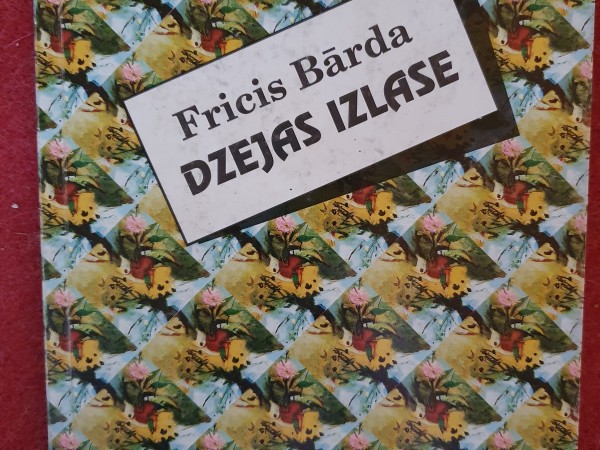 Fricis Bārda
DZEJAS IZLASE